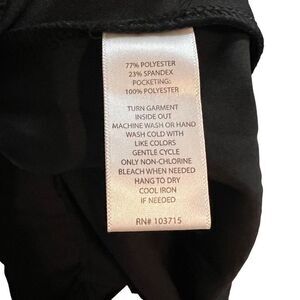 77% POLYESTER
23% SPANDEX
POCKETING:
100% POLYESTER
TURN GARMENT
INSIDE OUT
MACHINE WASH OR HAND
WASH COLD WITH
LIKE COLORS
GENTLE CYCLE
ONLY NON-CHLORINE
BLEACH WHEN NEEDED
HANG TO DRY
COOL IRON
IF NEEDED
RN# 103715